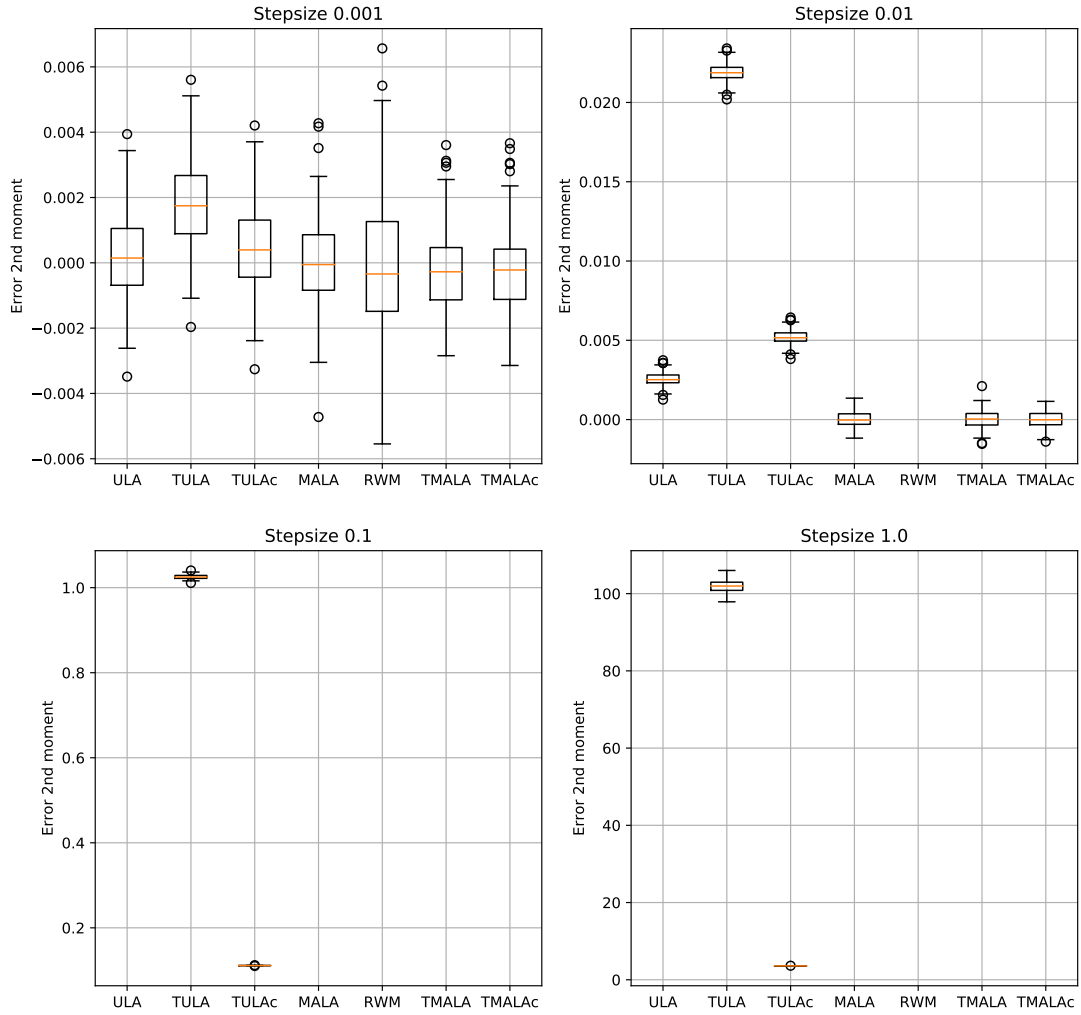 Stepsize 0.001
Error 2nd moment
0.006
0.004
0.002
0.000
−0.002
−0.004
−0.006
ULA TULA TULAc MALA RWM TMALA TMALAc
Stepsize 0.01
Error 2nd moment
0.020
0.015
0.010
0.005
0.000
ULA TULA TULAc MALA RWM TMALA TMALAc
Stepsize 0.1
Error 2nd moment
1.0
0.8
0.6
0.4
0.2
ULA TULA TULAc MALA RWM TMALA TMALAc
Stepsize 1.0
Error 2nd moment
100
80
60
40
20
0
ULA TULA TULAc MALA RWM TMALA TMALAc